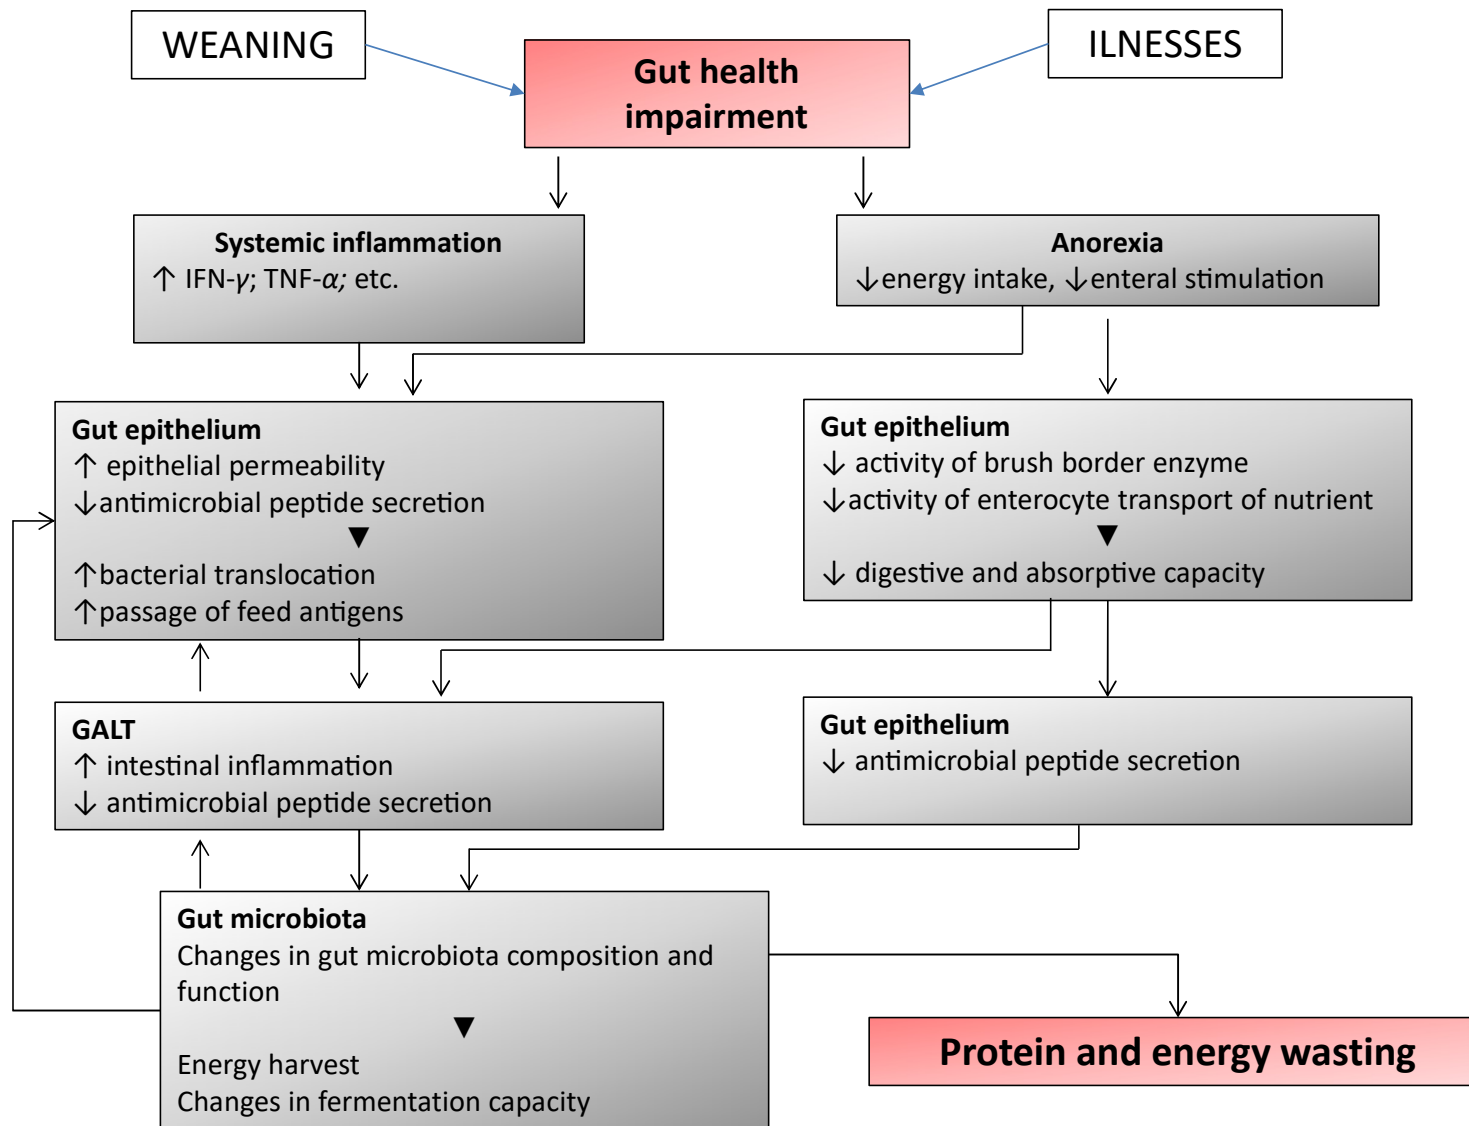 WEANING
Gut health
impairment
ILNESSES
Systemic inflammation
↑ IFN-γ; TNF-α; etc.
Anorexia
↓energy intake, ↓enteral stimulation
Gut epithelium
↑ epithelial permeability
↓antimicrobial peptide secretion
▼
↑bacterial translocation
↑passage of feed antigens
Gut epithelium
↓ activity of brush border enzyme
↓activity of enterocyte transport of nutrient
▼
↓ digestive and absorptive capacity
GALT
↑ intestinal inflammation
↓ antimicrobial peptide secretion
Gut epithelium
↓ antimicrobial peptide secretion
Gut microbiota
Changes in gut microbiota composition and
function
▼
Energy harvest
Changes in fermentation capacity
Protein and energy wasting